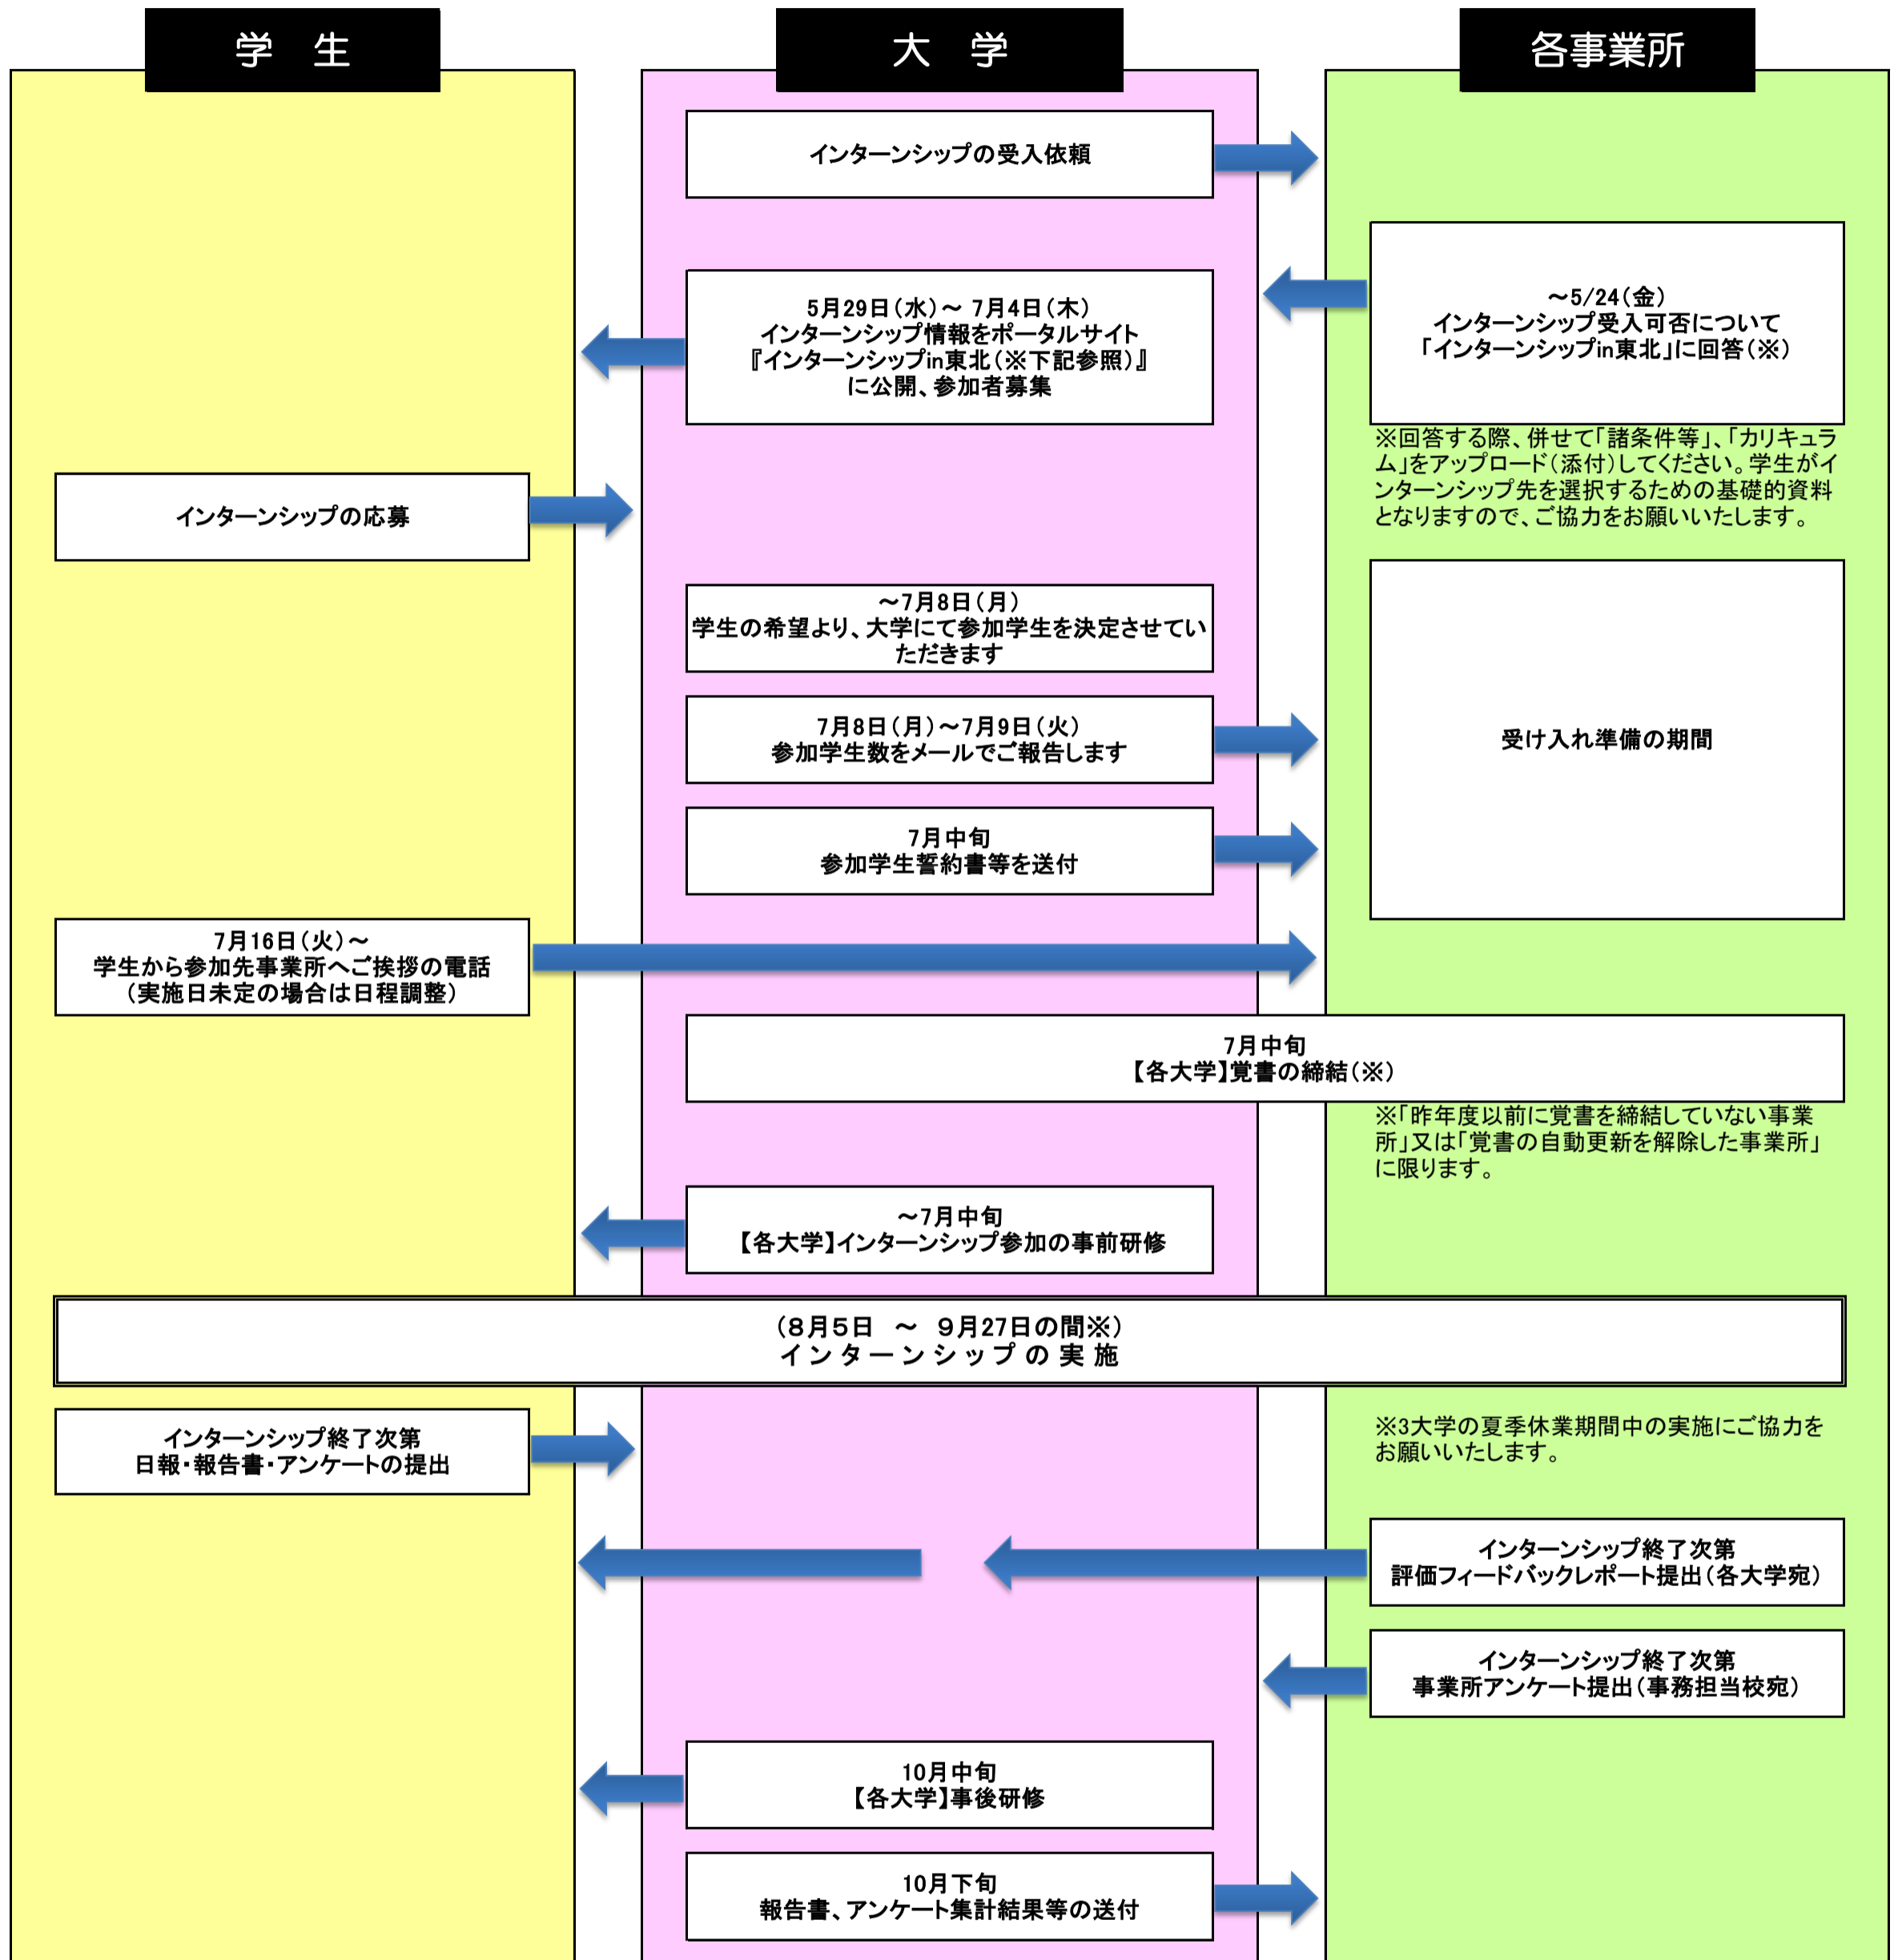 学　生
大　学
各事業所
インターンシップの受入依頼
～5/24(金)
インターンシップ受入可否について
「インターンシップin東北」に回答(※)
※回答する際、併せて「諸条件等」、「カリキュラ
ム」をアップロード(添付)してください。学生がイ
ンターンシップ先を選択するための基礎的資料
となりますので、ご協力をお願いいたします。
5月29日(水)～ 7月4日(木)
インターンシップ情報をポータルサイト
『インターンシップin東北(※下記参照)』
に公開、参加者募集
インターンシップの応募
～7月8日(月)
学生の希望より、大学にて参加学生を決定させてい
ただきます
7月8日(月)～7月9日(火)
参加学生数をメールでご報告します
受け入れ準備の期間
7月中旬
参加学生誓約書等を送付
7月16日(火)～
学生から参加先事業所へご挨拶の電話
(実施日未定の場合は日程調整)
7月中旬
【各大学】覚書の締結(※)
※「昨年度以前に覚書を締結していない事業
所」又は「覚書の自動更新を解除した事業所」
に限ります。
～7月中旬
【各大学】インターンシップ参加の事前研修
(８月５日　～　９月27日の間※)
インターンシップの実施
※3大学の夏季休業期間中の実施にご協力を
お願いいたします。
インターンシップ終了次第
日報・報告書・アンケートの提出
インターンシップ終了次第
評価フィードバックレポート提出(各大学宛)
インターンシップ終了次第
事業所アンケート提出(事務担当校宛)
10月中旬
【各大学】事後研修
10月下旬
報告書、アンケート集計結果等の送付